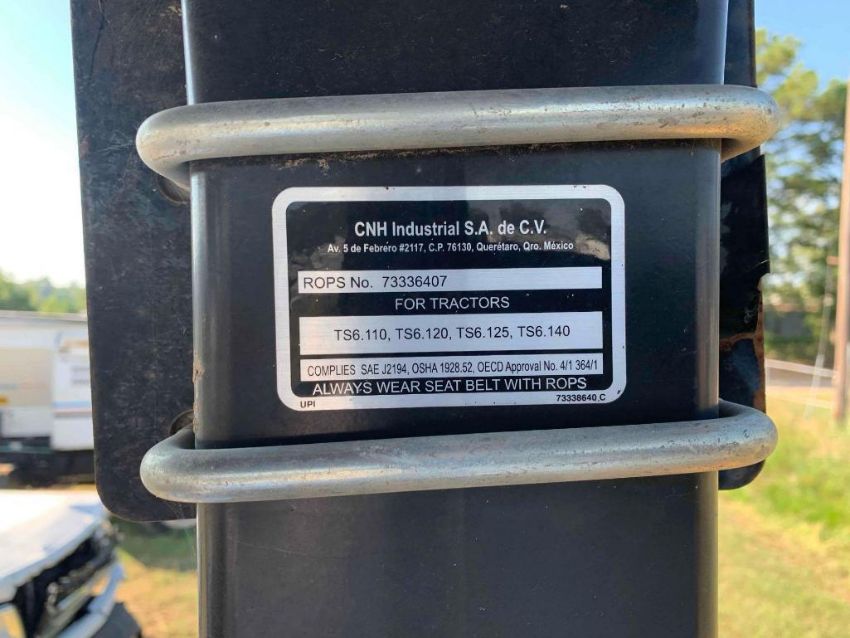 CNH Industrial S.A. de C.V.
Av. 5 de Febrero #2117, C.P. 76130, Querétaro, Qro. México
ROPS No. 73336407
FOR TRACTORS
TS6.110, TS6.120, TS6.125, TS6.140
COMPLIES SAE J2194, OSHA 1928.52, OECD Approval No. 4/1 364/1
ALWAYS WEAR SEAT BELT WITH ROPS
UPI 73338640 C